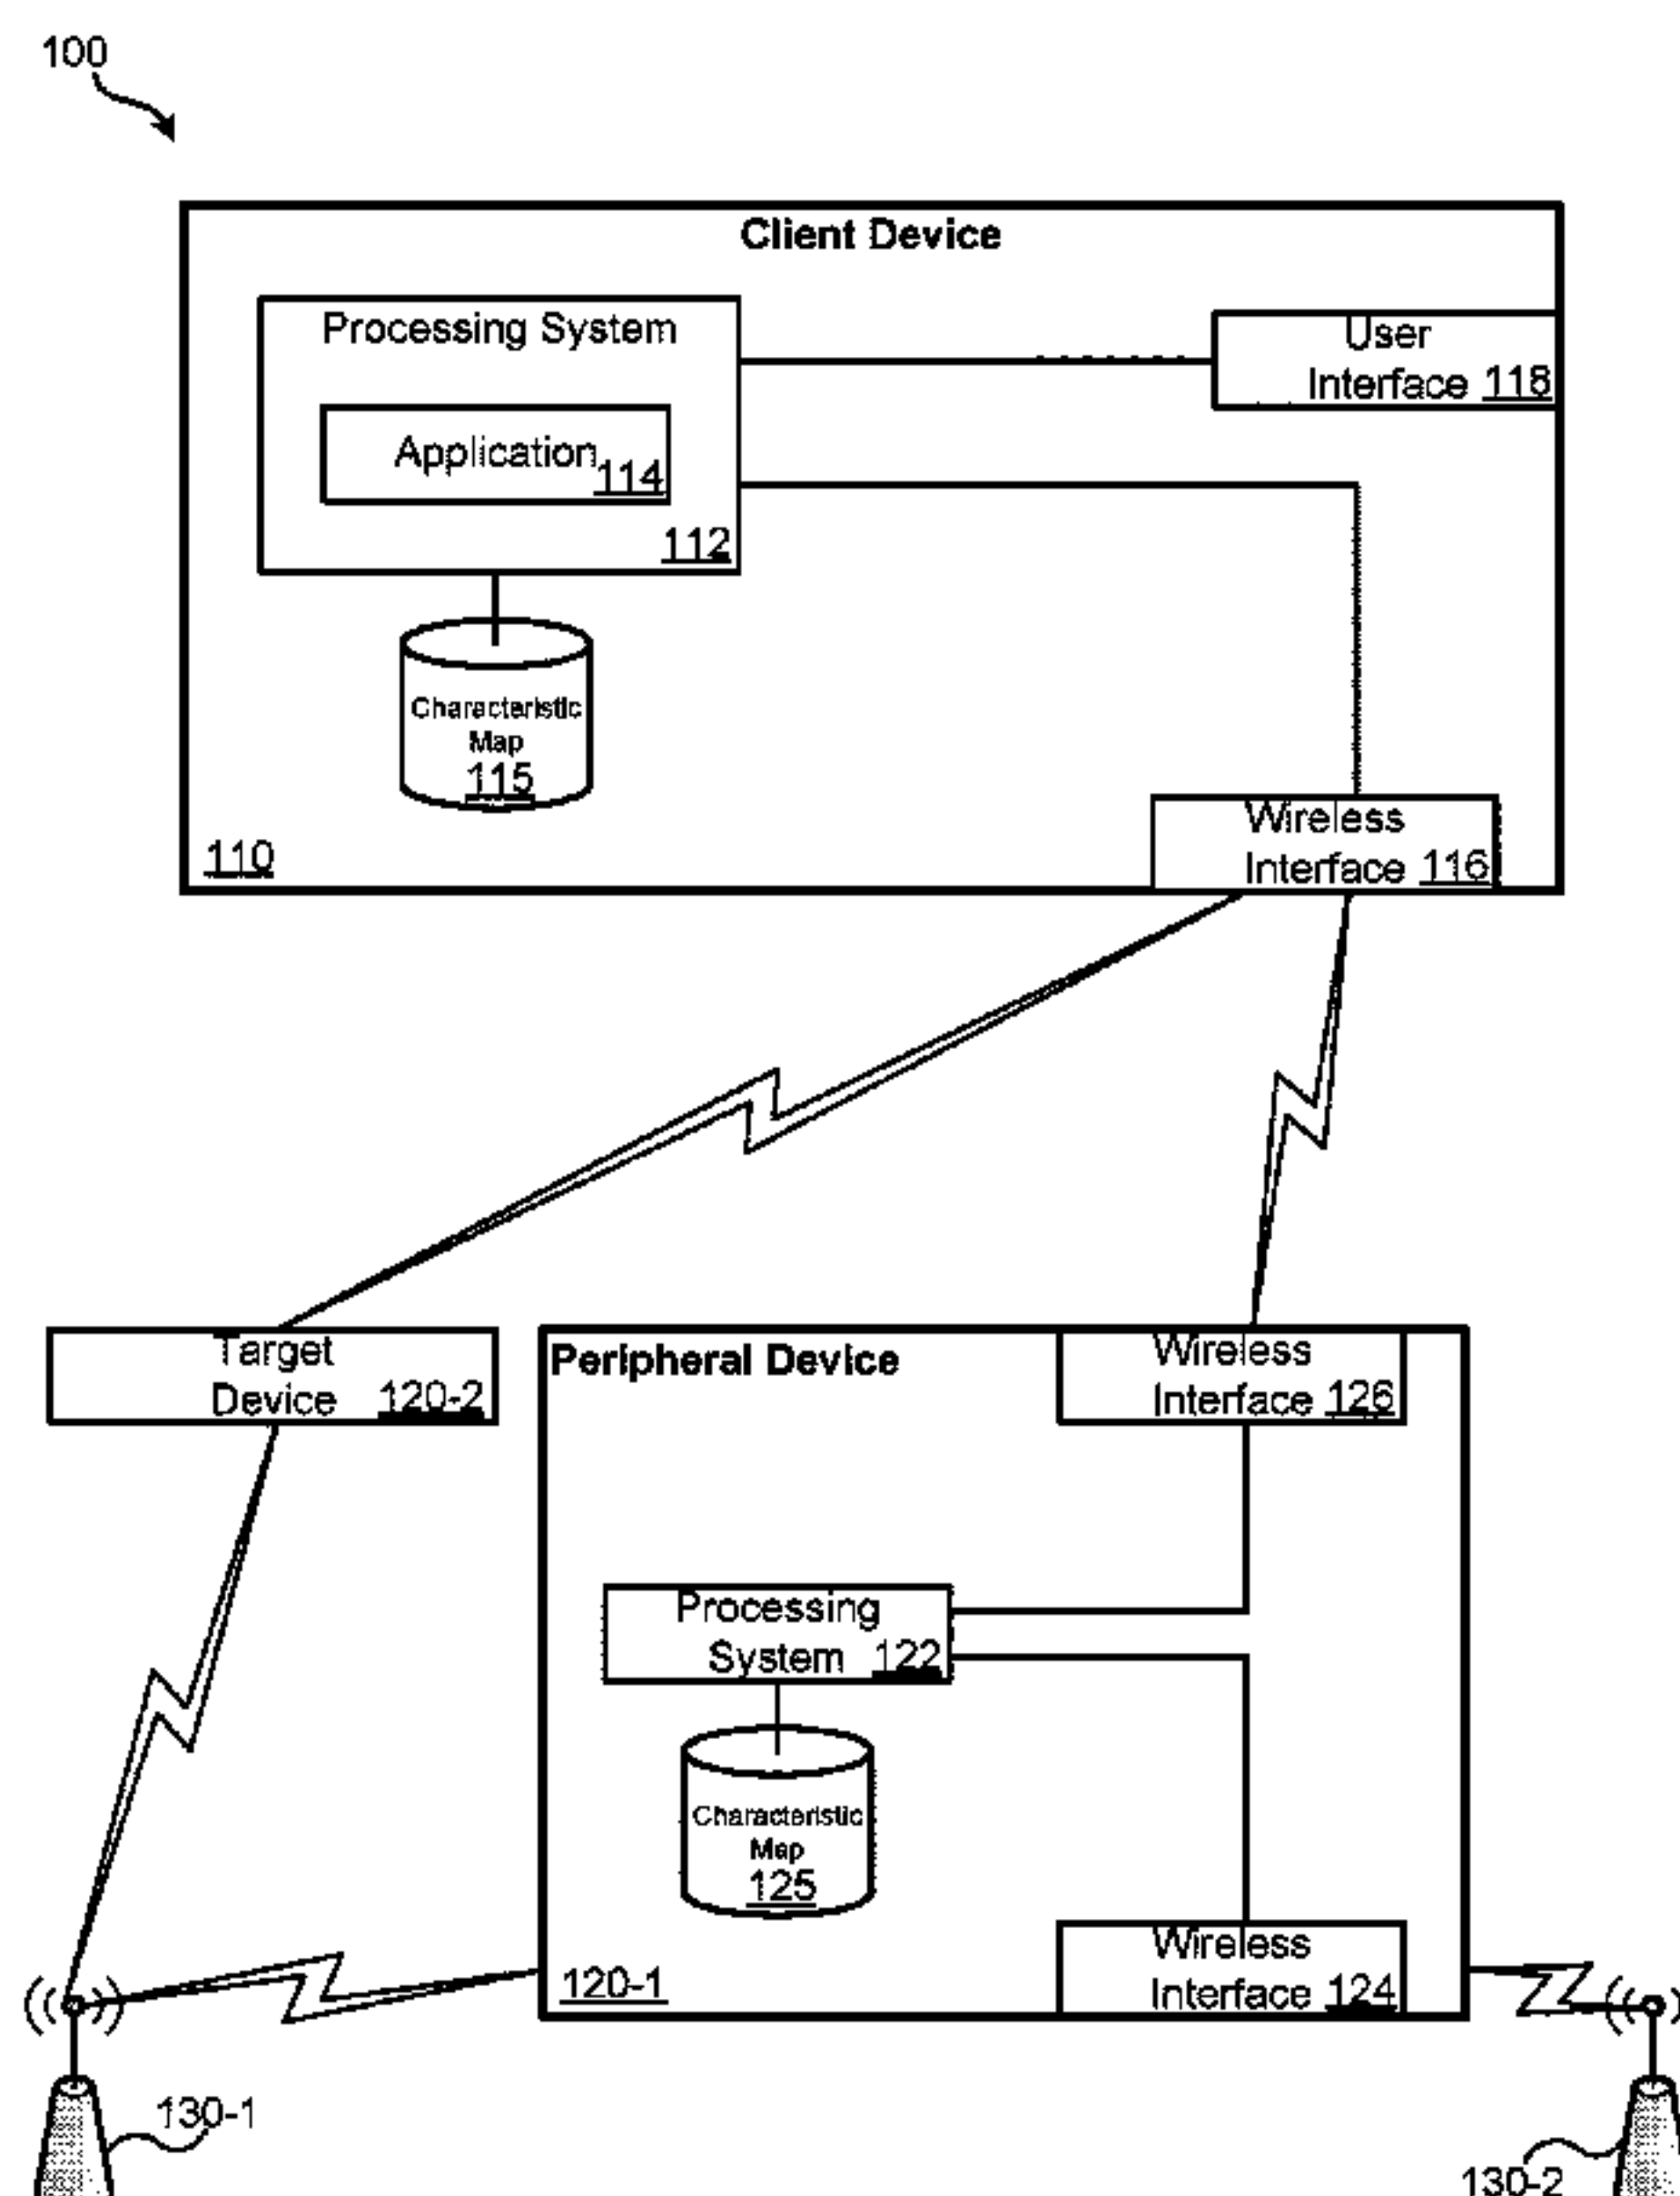 100
Client Device
Processing System
User
Interface 118
Application
114
112
Characteristic
Map
115
110
Wireless
Interface 116
Target
Device 120-2
Peripheral Device
Wireless
Interface 126
Processing
System 122
Characteristic
Map
125
120-1
Wireless
Interface 124
130-1
130-2